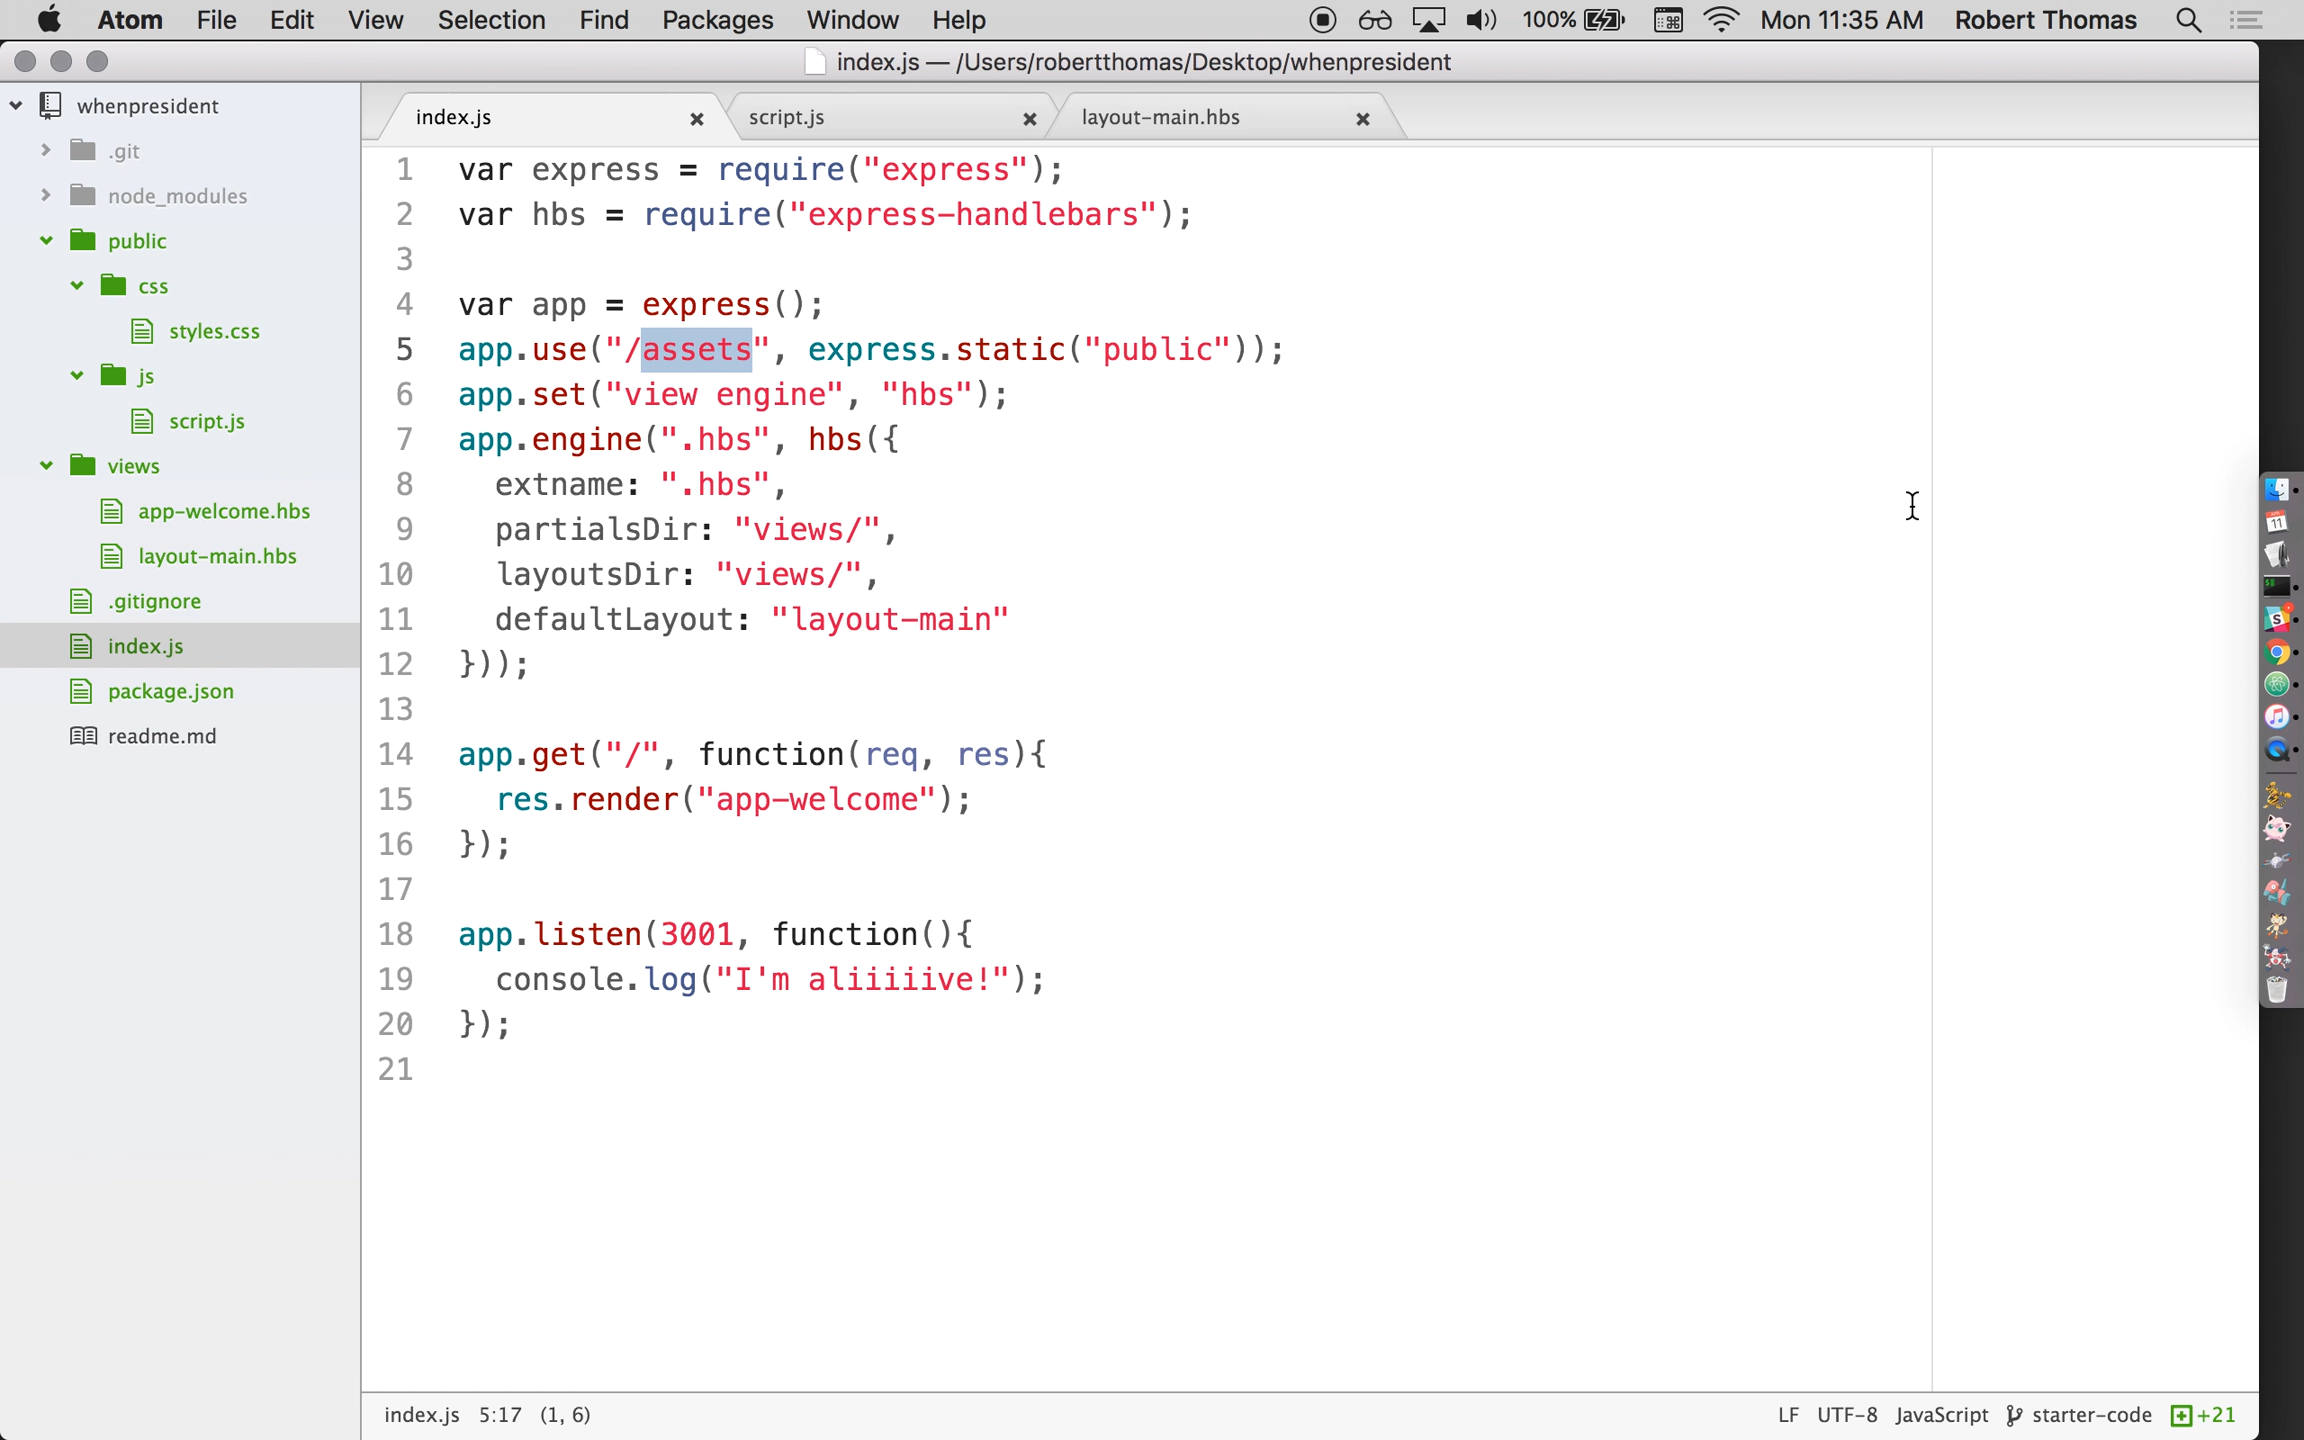 Atom File Edit View Selection Find Packages Window Help 100% Mon 11:35 AM Robert Thomas
index.js — /Users/robertthomas/Desktop/whenpresident
whenpresident
.git
node_modules
public
css
styles.css
js
script.js
views
app-welcome.hbs
layout-main.hbs
.gitignore
index.js
package.json
readme.md
index.js script.js layout-main.hbs
1 var express = require("express");
2 var hbs = require("express-handlebars");
3
4 var app = express();
5 app.use("/assets", express.static("public"));
6 app.set("view engine", "hbs");
7 app.engine(".hbs", hbs({
8   extname: ".hbs",
9   partialsDir: "views/",
10   layoutsDir: "views/",
11   defaultLayout: "layout-main"
12 }));
13
14 app.get("/", function(req, res){
15   res.render("app-welcome");
16 });
17
18 app.listen(3001, function(){
19   console.log("I'm aliiiiive!");
20 });
21
index.js 5:17 (1, 6) LF UTF-8 JavaScript starter-code +21